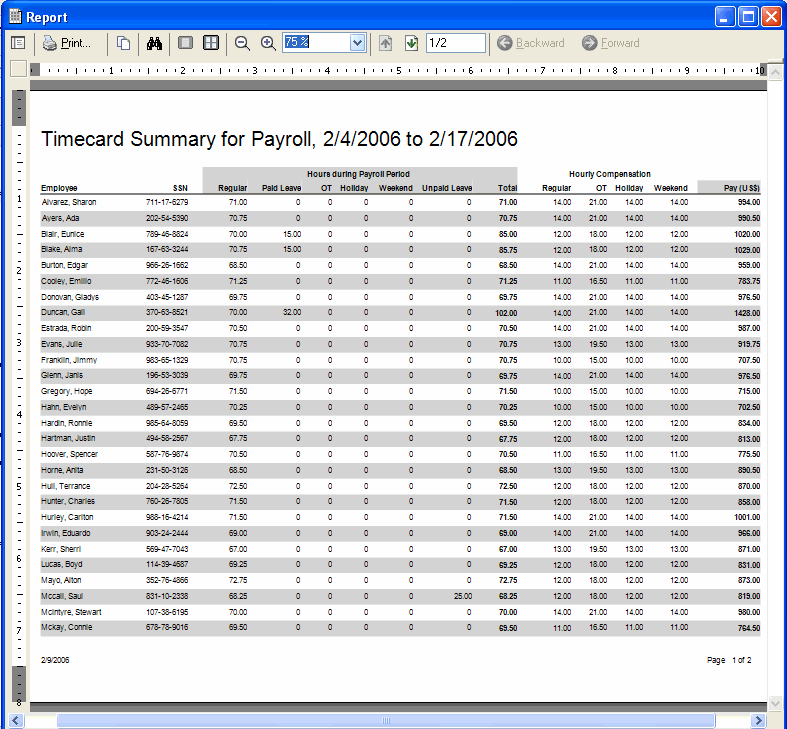 Report
Print... 75 % 1/2 Backward Forward
1 2 3 4 5 6 7 8 9 10
Timecard Summary for Payroll, 2/4/2006 to 2/17/2006
Hours during Payroll Period Hourly Compensation
Employee SSN Regular Paid Leave OT Holiday Weekend Unpaid Leave Total Regular OT Holiday Weekend Pay (US$)
Alvarez, Sharon 711-17-6279 71.00 0 0 0 0 0 71.00 14.00 21.00 14.00 14.00 994.00
Ayers, Ada 202-54-5390 70.75 0 0 0 0 0 70.75 14.00 21.00 14.00 14.00 990.50
Blair, Eunice 789-46-8824 70.00 15.00 0 0 0 0 85.00 12.00 18.00 12.00 12.00 1020.00
Blake, Alma 167-63-3244 70.75 15.00 0 0 0 0 85.75 12.00 18.00 12.00 12.00 1029.00
Burton, Edgar 966-26-1662 68.50 0 0 0 0 0 68.50 14.00 21.00 14.00 14.00 959.00
Cooley, Emilio 772-46-1606 71.25 0 0 0 0 0 71.25 11.00 16.50 11.00 11.00 783.75
Donovan, Gladys 403-45-1287 69.75 0 0 0 0 0 69.75 14.00 21.00 14.00 14.00 976.50
Duncan, Gail 370-63-8521 70.00 32.00 0 0 0 0 102.00 14.00 21.00 14.00 14.00 1428.00
Estrada, Robin 200-59-3547 70.50 0 0 0 0 0 70.50 14.00 21.00 14.00 14.00 987.00
Evans, Julie 933-70-7082 70.75 0 0 0 0 0 70.75 13.00 19.50 13.00 13.00 919.75
Franklin, Jimmy 983-65-1329 70.75 0 0 0 0 0 70.75 10.00 15.00 10.00 10.00 707.50
Glenn, Janis 196-53-3039 69.75 0 0 0 0 0 69.75 14.00 21.00 14.00 14.00 976.50
Gregory, Hope 694-26-6771 71.50 0 0 0 0 0 71.50 10.00 15.00 10.00 10.00 715.00
Hahn, Evelyn 489-57-2465 70.25 0 0 0 0 0 70.25 10.00 15.00 10.00 10.00 702.50
Hardin, Ronnie 985-64-8059 69.50 0 0 0 0 0 69.50 12.00 18.00 12.00 12.00 834.00
Hartman, Justin 494-58-2567 67.75 0 0 0 0 0 67.75 12.00 18.00 12.00 12.00 813.00
Hoover, Spencer 587-76-9874 70.50 0 0 0 0 0 70.50 11.00 16.50 11.00 11.00 775.50
Horne, Anita 231-50-3126 68.50 0 0 0 0 0 68.50 13.00 19.50 13.00 13.00 890.50
Hull, Terrance 204-28-5264 72.50 0 0 0 0 0 72.50 12.00 18.00 12.00 12.00 870.00
Hunter, Charles 760-26-7805 71.50 0 0 0 0 0 71.50 12.00 18.00 12.00 12.00 858.00
Hurley, Carlton 988-16-4214 71.50 0 0 0 0 0 71.50 14.00 21.00 14.00 14.00 1001.00
Irwin, Eduardo 903-24-2444 69.00 0 0 0 0 0 69.00 14.00 21.00 14.00 14.00 966.00
Kerr, Sherri 569-47-7043 67.00 0 0 0 0 0 67.00 13.00 19.50 13.00 13.00 871.00
Lucas, Boyd 114-39-4687 69.25 0 0 0 0 0 69.25 12.00 18.00 12.00 12.00 831.00
Mayo, Alton 352-76-4866 72.75 0 0 0 0 0 72.75 12.00 18.00 12.00 12.00 873.00
Mccall, Saul 831-10-2338 68.25 0 0 0 0 25.00 68.25 12.00 18.00 12.00 12.00 819.00
Mcintyre, Stewart 107-38-6195 70.00 0 0 0 0 0 70.00 14.00 21.00 14.00 14.00 980.00
Mckay, Connie 678-78-9016 69.50 0 0 0 0 0 69.50 11.00 16.50 11.00 11.00 764.50
2/9/2006 Page 1 of 2
1
2
3
4
5
6
7
8